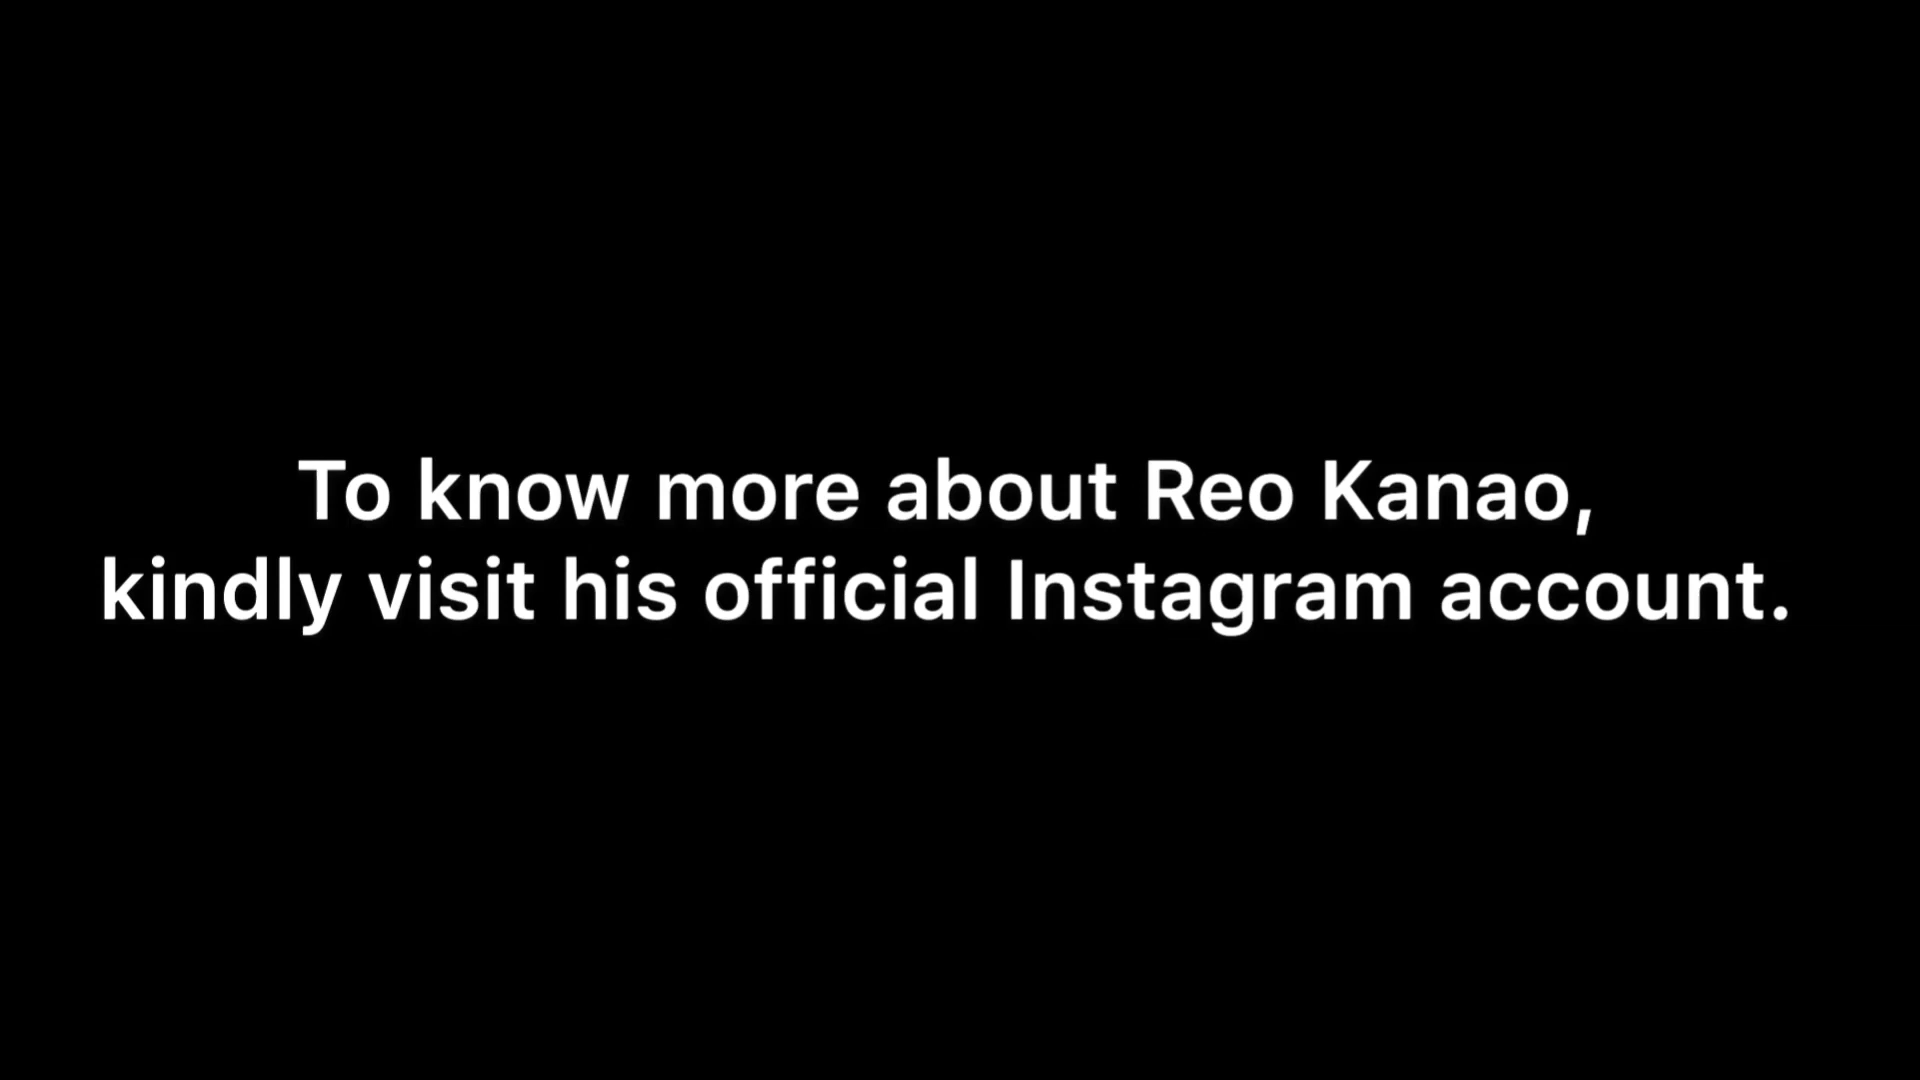 To know more about Reo Kanao,
kindly visit his official Instagram account.